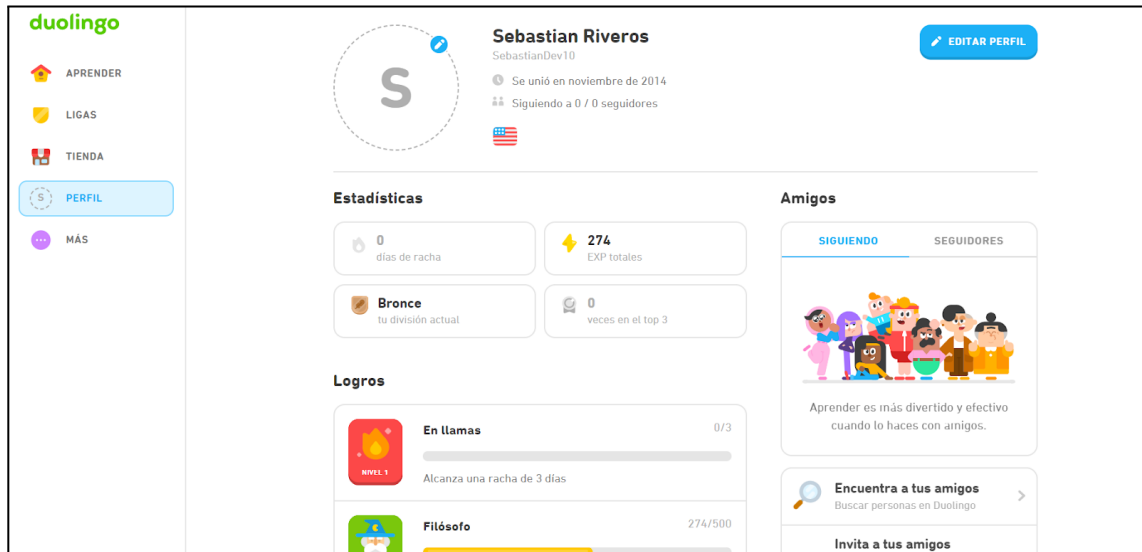 duolingo
APRENDER
LIGAS
TIENDA
S
PERFIL
MÁS
S
Sebastian Riveros
SebastianDev10
Se unió en noviembre de 2014
Siguiendo a 0 / 0 seguidores
EDITAR PERFIL
Estadísticas
0
días de racha
274
EXP totales
Bronce
tu división actual
0
veces en el top 3
Logros
NIVEL 1
En llamas
0/3
Alcanza una racha de 3 días
Filósofo
274/500
Amigos
SIGUIENDO
SEGUIDORES
Aprender es más divertido y efectivo
cuando lo haces con amigos.
Encuentra a tus amigos
Buscar personas en Duolingo
Invita a tus amigos